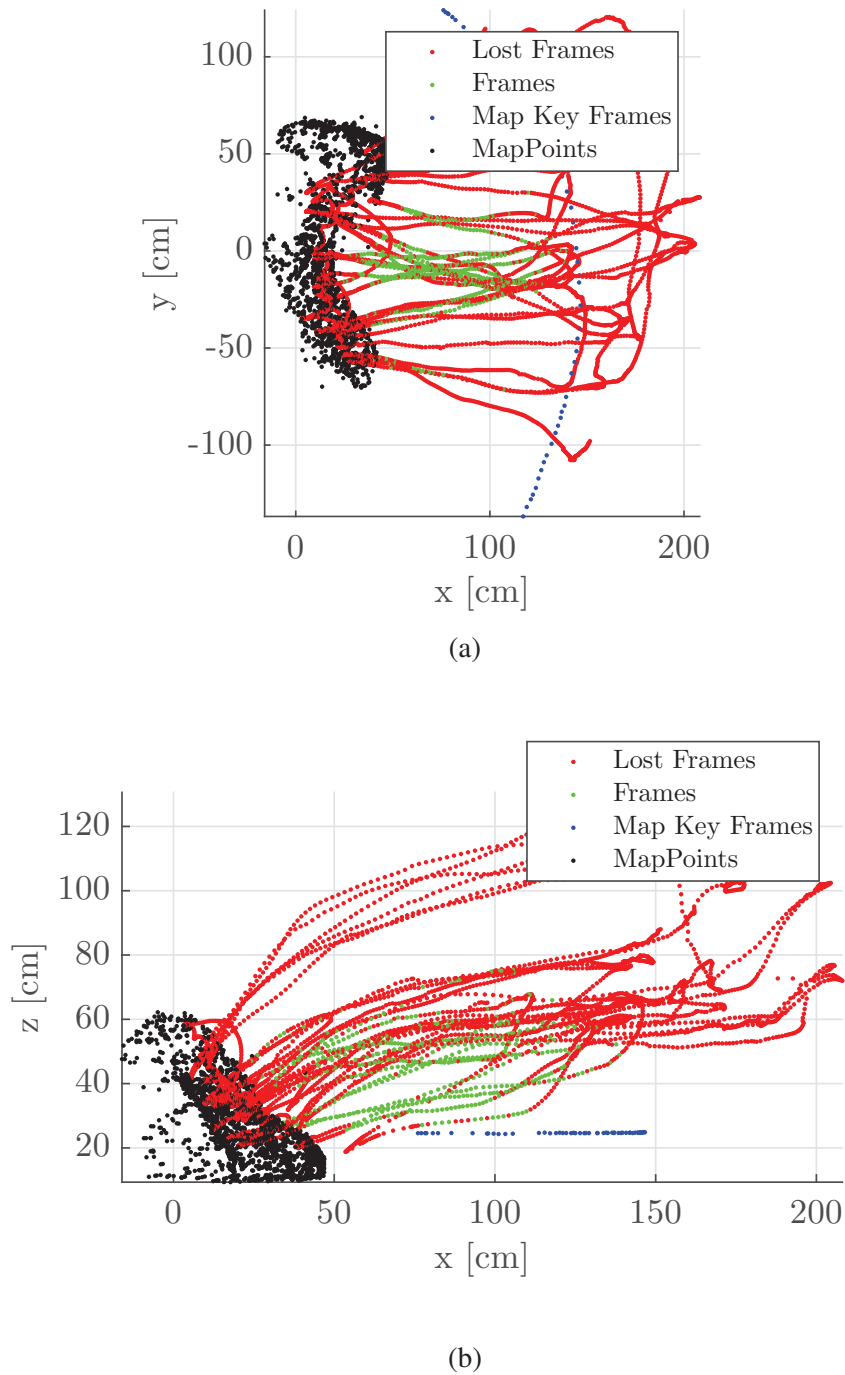 100
50
0
-50
-100
y [cm]
Lost Frames
Frames
Map Key Frames
MapPoints
0 100 200
x [cm]
(a)
120
100
80
60
40
20
z [cm]
Lost Frames
Frames
Map Key Frames
MapPoints
0 50 100 150 200
x [cm]
(b)